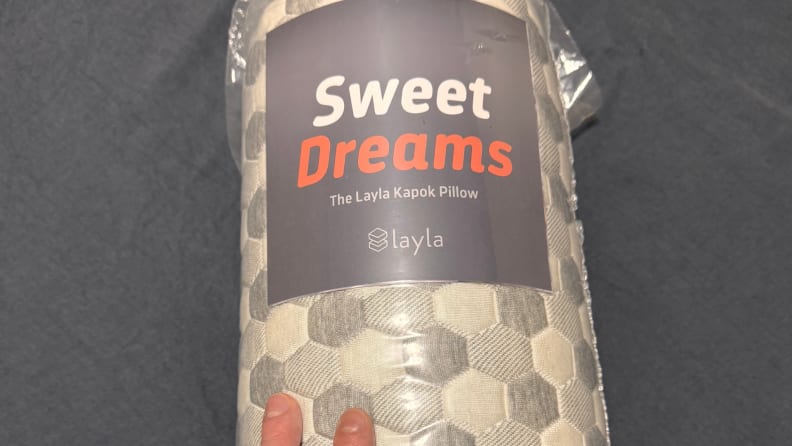 Sweet
Dreams
The Layla Kapok Pillow
layla